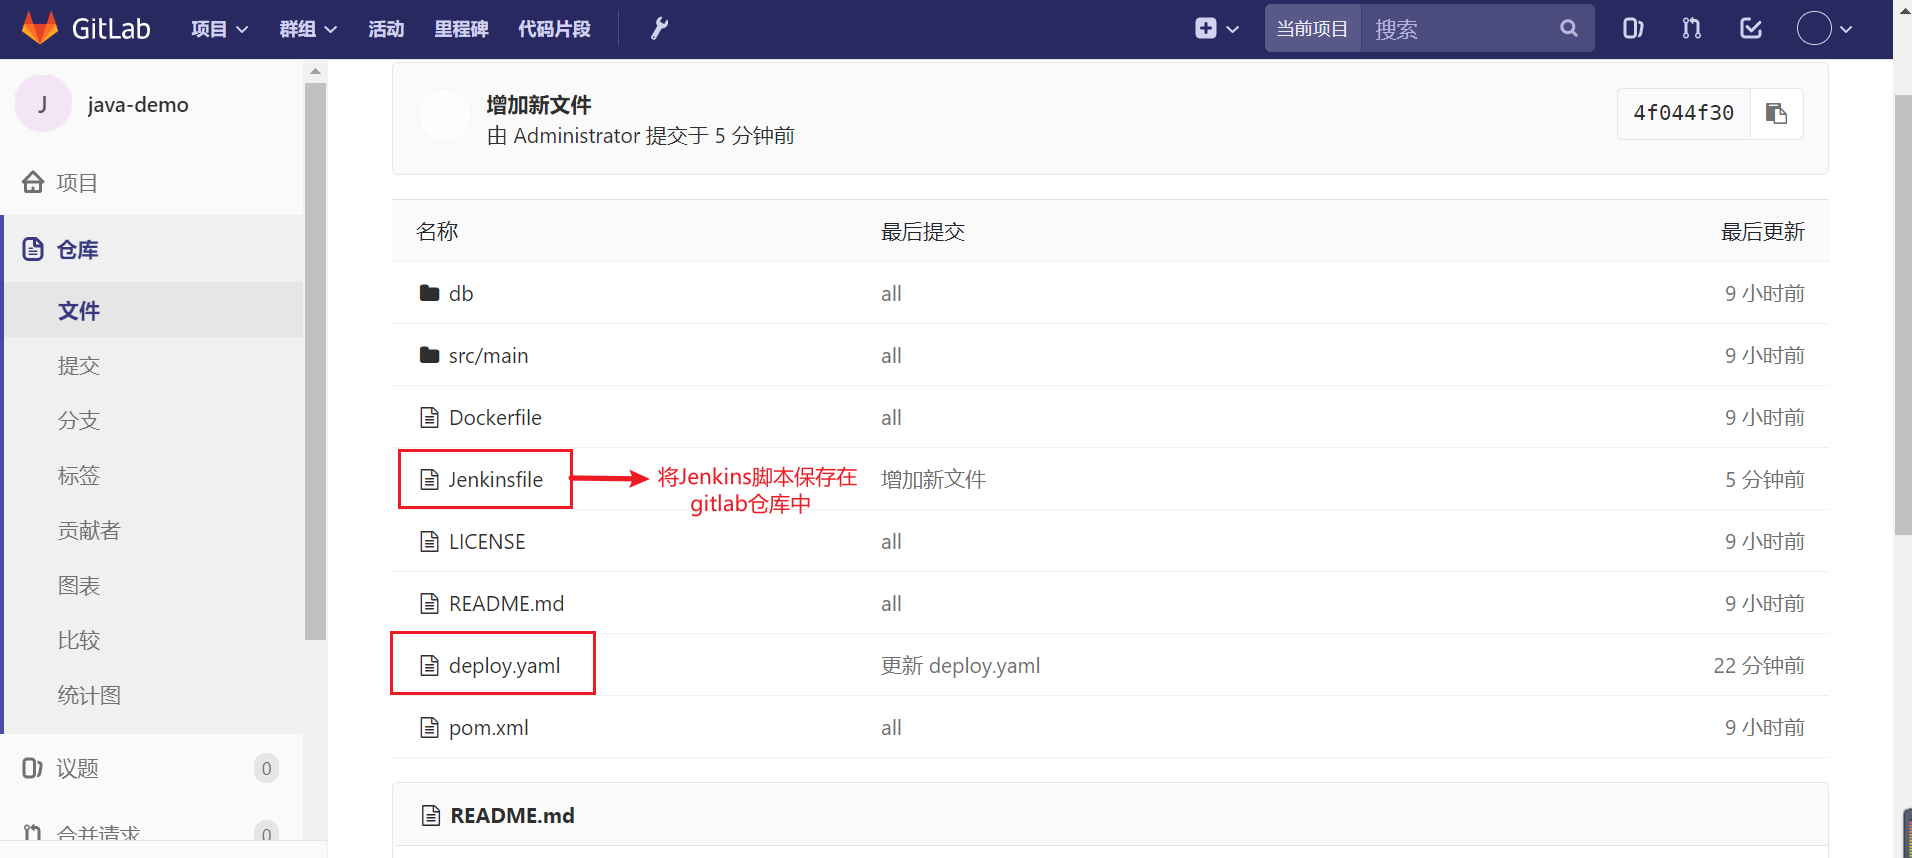 GitLab 项目 群组 活动 里程碑 代码片段 当前项目 搜索
J java-demo
项目
仓库
文件
提交
分支
标签
贡献者
图表
比较
统计图
议题 0
合并请求 0
增加新文件
由 Administrator 提交于 5 分钟前
4f044f30
名称 最后提交 最后更新
db all 9 小时前
src/main all 9 小时前
Dockerfile all 9 小时前
Jenkinsfile 增加新文件 5 分钟前
将Jenkins脚本保存在
gitlab仓库中
LICENSE all 9 小时前
README.md all 9 小时前
deploy.yaml 更新 deploy.yaml 22 分钟前
pom.xml all 9 小时前
README.md